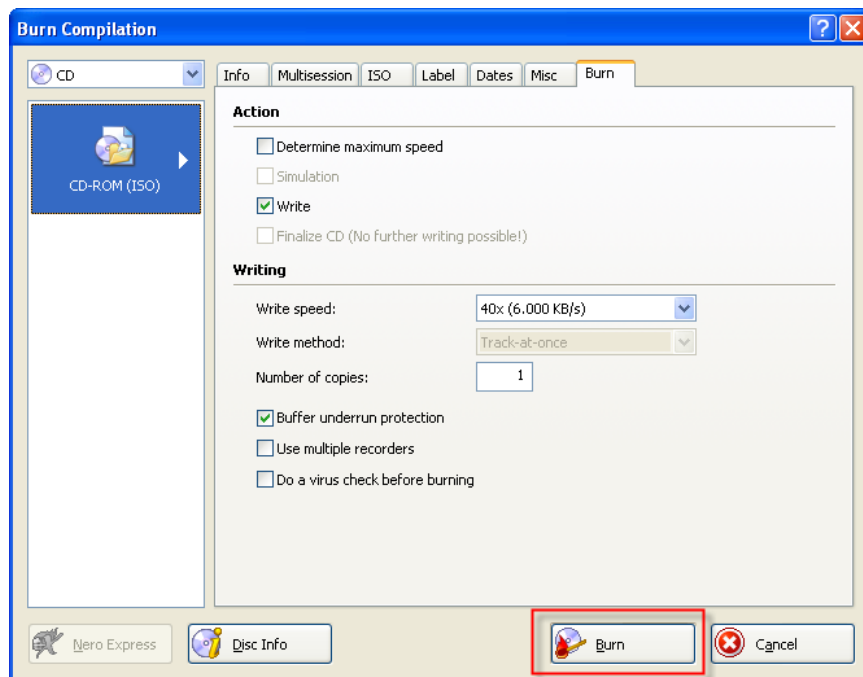 Burn Compilation
CD
Info Multisession ISO Label Dates Misc Burn
CD-ROM (ISO)
Action
Determine maximum speed
Simulation
Write
Finalize CD (No further writing possible!)
Writing
Write speed: 40x (6.000 KB/s)
Write method: Track-at-once
Number of copies: 1
Buffer underrun protection
Use multiple recorders
Do a virus check before burning
Nero Express Disc Info Burn Cancel